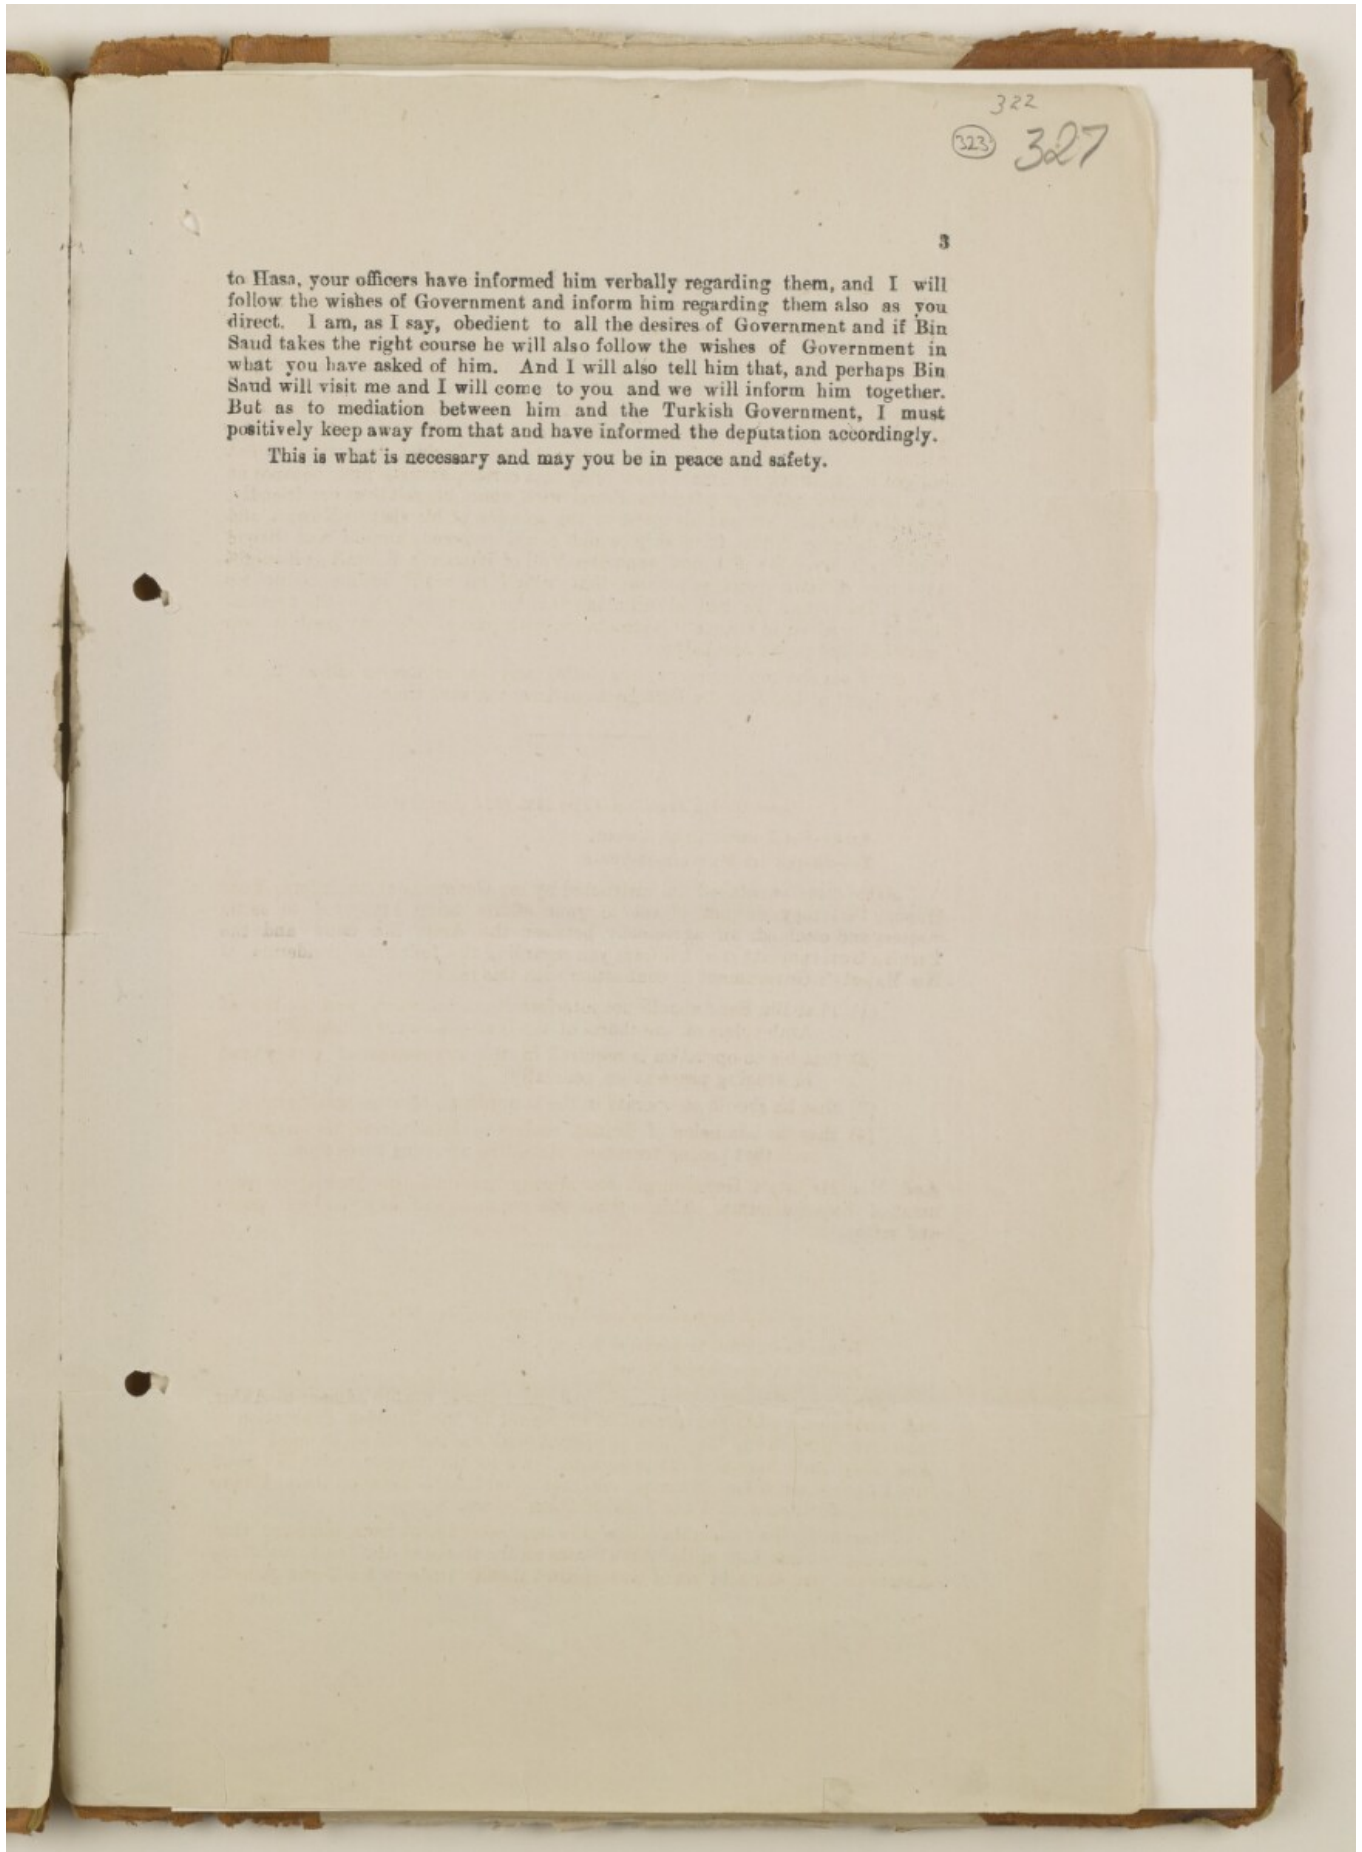 322
323 327
3
to Hasa, your officers have informed him verbally regarding them, and I will
follow the wishes of Government and inform him regarding them also as you
direct. I am, as I say, obedient to all the desires of Government and if Bin
Saud takes the right course he will also follow the wishes of Government in
what you have asked of him. And I will also tell him that, and perhaps Bin
Saud will visit me and I will come to you and we will inform him together.
But as to mediation between him and the Turkish Government, I must
positively keep away from that and have informed the deputation accordingly.
This is what is necessary and may you be in peace and safety.